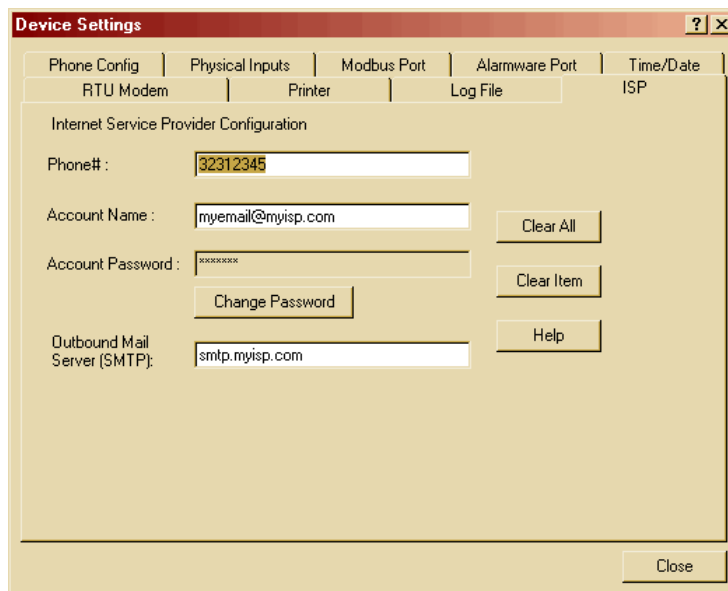 Device Settings
? X
Phone Config Physical Inputs Modbus Port Alarmware Port Time/Date
RTU Modem Printer Log File ISP
Internet Service Provider Configuration
Phone# : 32312345
Account Name : myemail@myisp.com
Clear All
Account Password : xxxxxxx
Clear Item
Change Password
Help
Outbound Mail
Server (SMTP): smtp.myisp.com
Close